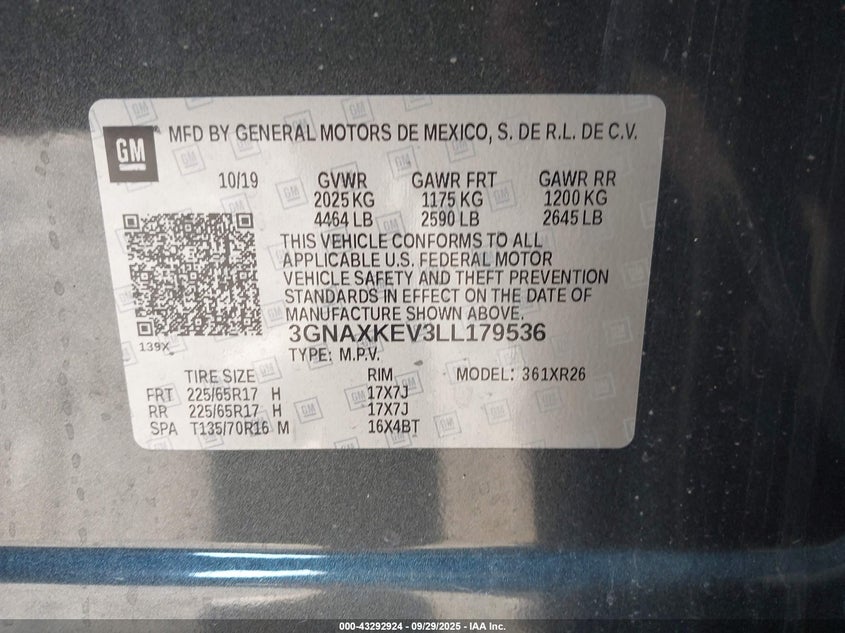 GM
MFD BY GENERAL MOTORS DE MEXICO, S. DE R.L. DE C.V.
10/19 GVWR GAWR FRT GAWR RR
2025 KG 1175 KG 1200 KG
4464 LB 2590 LB 2645 LB
THIS VEHICLE CONFORMS TO ALL
APPLICABLE U.S. FEDERAL MOTOR
VEHICLE SAFETY AND THEFT PREVENTION
STANDARDS IN EFFECT ON THE DATE OF
MANUFACTURE SHOWN ABOVE.
139X
3GNAXKEV3LL179536
TYPE: M.P.V.
TIRE SIZE RIM MODEL: 361XR26
FRT 225/65R17 H 17X7J
RR 225/65R17 H 17X7J
SPA T135/70R16 M 16X4BT
000-43292924 - 09/29/2025 - IAA Inc.